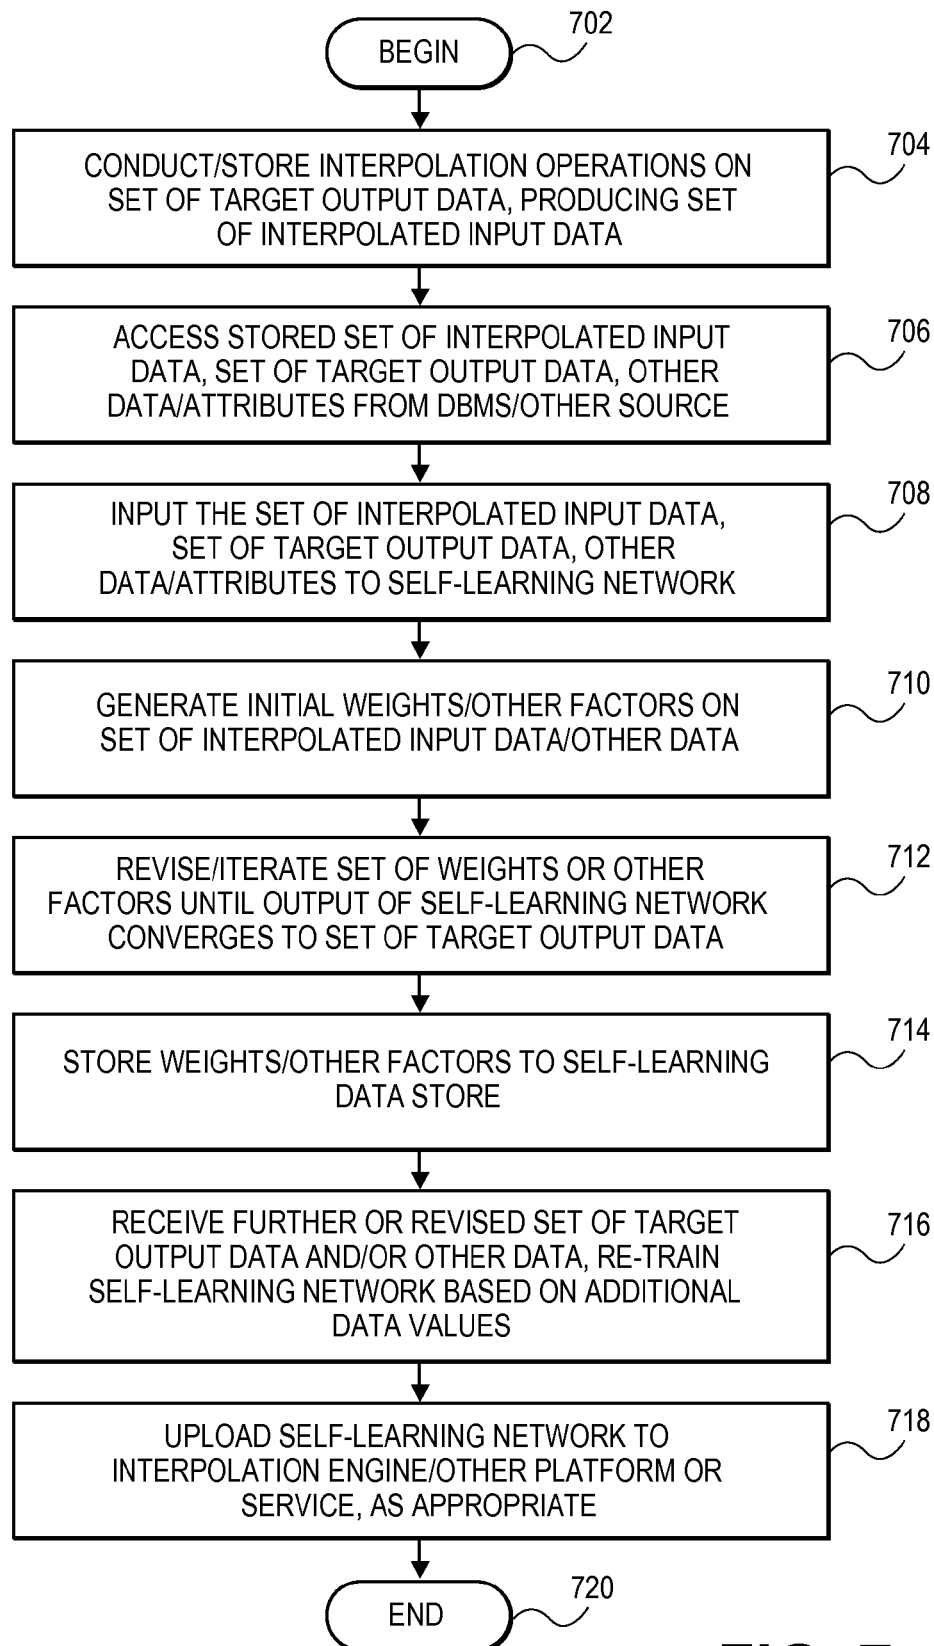 BEGIN
702
CONDUCT/STORE INTERPOLATION OPERATIONS ON
SET OF TARGET OUTPUT DATA, PRODUCING SET
OF INTERPOLATED INPUT DATA
704
ACCESS STORED SET OF INTERPOLATED INPUT
DATA, SET OF TARGET OUTPUT DATA, OTHER
DATA/ATTRIBUTES FROM DBMS/OTHER SOURCE
706
INPUT THE SET OF INTERPOLATED INPUT DATA,
SET OF TARGET OUTPUT DATA, OTHER
DATA/ATTRIBUTES TO SELF-LEARNING NETWORK
708
GENERATE INITIAL WEIGHTS/OTHER FACTORS ON
SET OF INTERPOLATED INPUT DATA/OTHER DATA
710
REVISE/ITERATE SET OF WEIGHTS OR OTHER
FACTORS UNTIL OUTPUT OF SELF-LEARNING NETWORK
CONVERGES TO SET OF TARGET OUTPUT DATA
712
STORE WEIGHTS/OTHER FACTORS TO SELF-LEARNING
DATA STORE
714
RECEIVE FURTHER OR REVISED SET OF TARGET
OUTPUT DATA AND/OR OTHER DATA, RE-TRAIN
SELF-LEARNING NETWORK BASED ON ADDITIONAL
DATA VALUES
716
UPLOAD SELF-LEARNING NETWORK TO
INTERPOLATION ENGINE/OTHER PLATFORM OR
SERVICE, AS APPROPRIATE
718
END
720